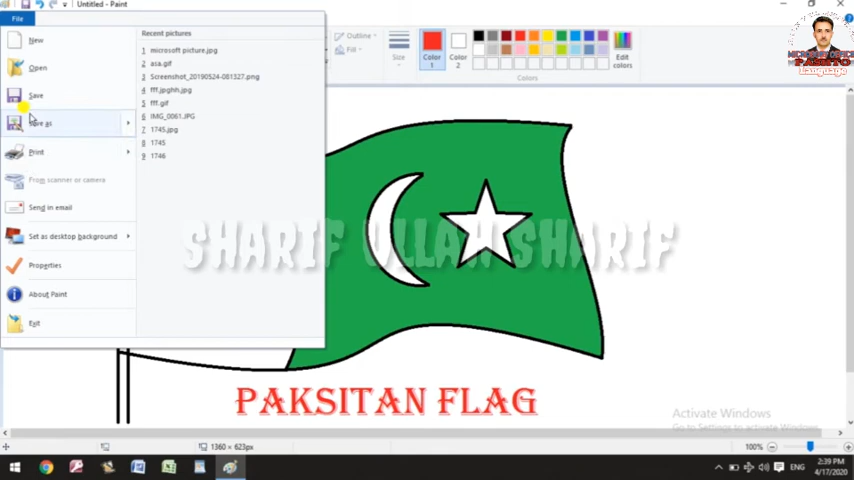 Untitled - Paint
File
Recent pictures
New
1 microsoft picture.jpg
2 asa.gif
Open
3 Screenshot_20190524-081327.png
4 fff.jpghh.jpg
Save
5 fff.gif
6 IMG_0061.JPG
Save as
7 1745.jpg
8 1745
Print
9 1746
From scanner or camera
Send in email
Set as desktop background
Properties
About Paint
Exit
Outline
Fill
Size
Color 1
Color 2
Edit colors
Colors
PASHTO
Language
SHARIF ULLAH SHARIF
PAKSITAN FLAG
Activate Windows
Go to Settings to activate Windows.
1360 × 623px
100%
ENG
2:39 PM
4/17/2020